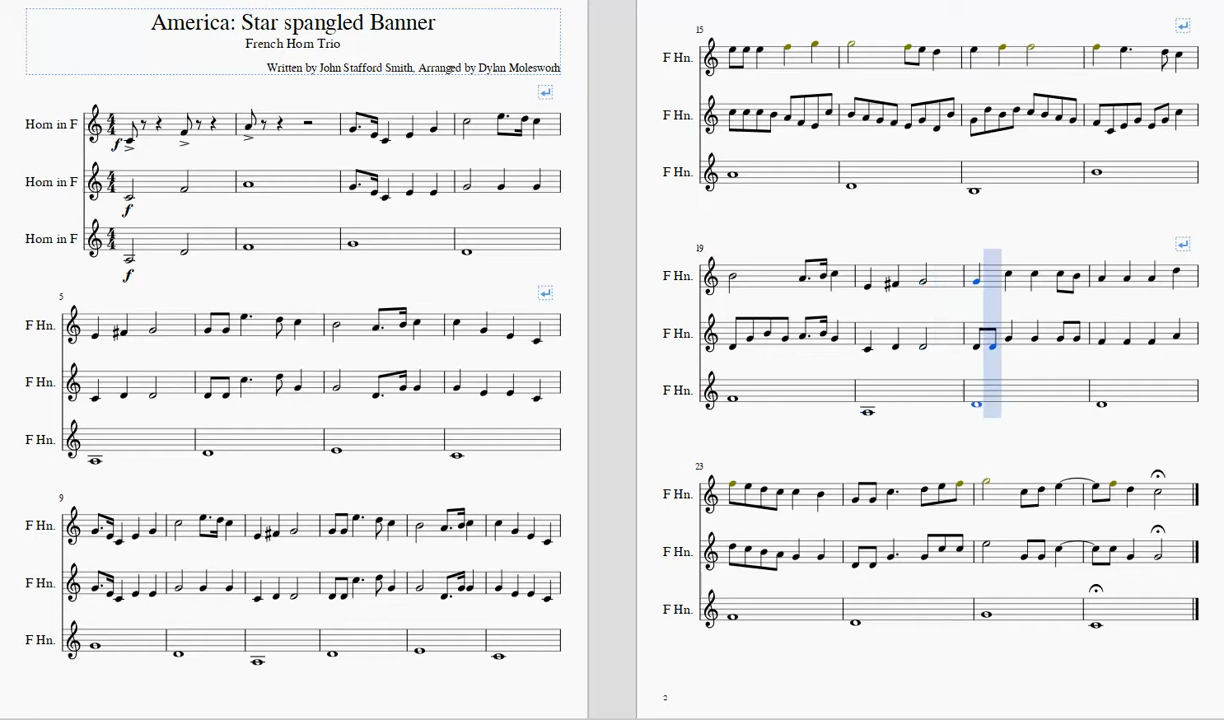 America: Star spangled Banner
French Horn Trio
Written by John Stafford Smith, Arranged by Dylan Moleswoih
Horn in F
f
Horn in F
f
Horn in F
f
5
F Hn.
F Hn.
F Hn.
9
F Hn.
F Hn.
F Hn.
15
F Hn.
F Hn.
F Hn.
19
F Hn.
F Hn.
F Hn.
23
F Hn.
F Hn.
F Hn.
2